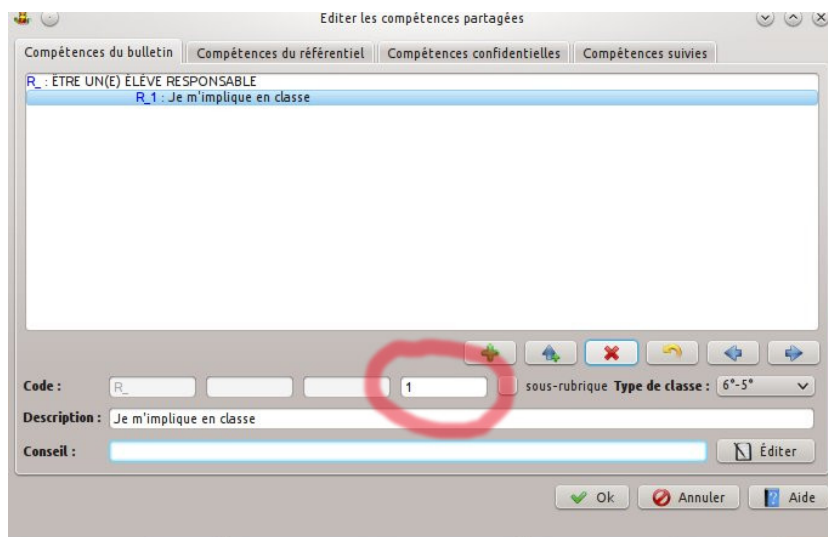 Editer les compétences partagées
Compétences du bulletin Compétences du référentiel Compétences confidentielles Compétences suivies
R_ : ÊTRE UN(E) ÉLÉVE RESPONSABLE
R_1 : Je m'implique en classe
Code : R_ 1 sous-rubrique Type de classe : 6°-5°
Description : Je m'implique en classe
Conseil : Éditer
Ok Annuler Aide